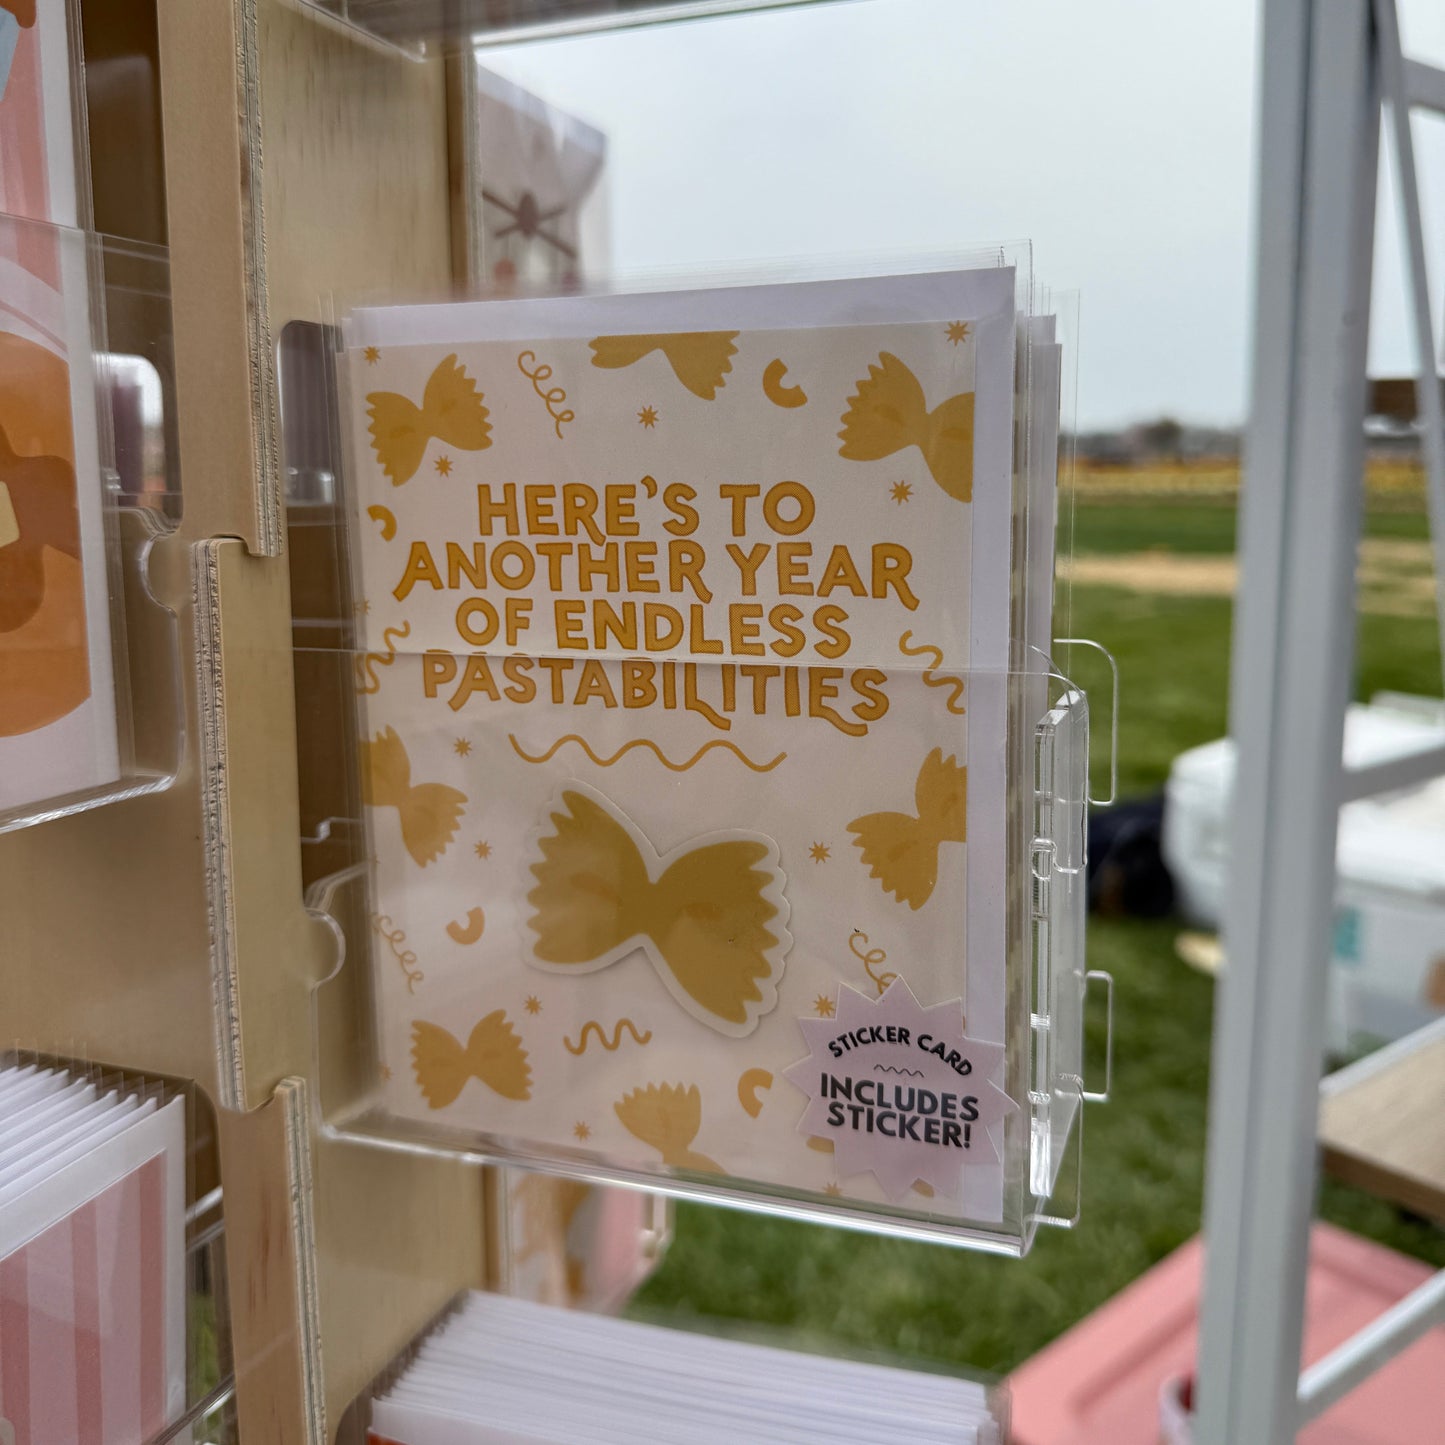 HERE'S TO
ANOTHER YEAR
OF ENDLESS
PASTABILITIES
STICKER CARD
INCLUDES
STICKER!